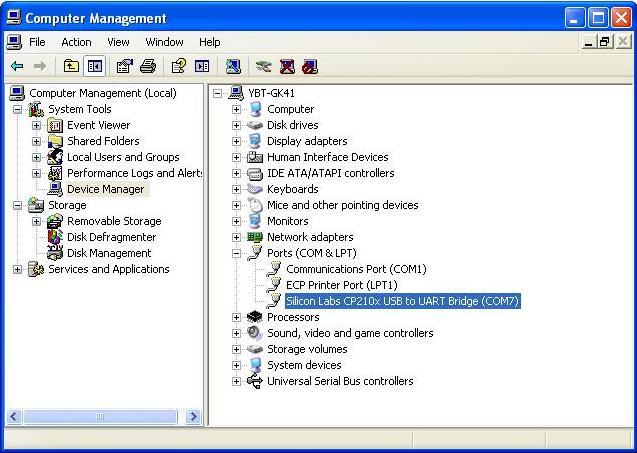 Computer Management
File Action View Window Help
Computer Management (Local)
System Tools
Event Viewer
Shared Folders
Local Users and Groups
Performance Logs and Alerts
Device Manager
Storage
Removable Storage
Disk Defragmenter
Disk Management
Services and Applications
YBT-GK41
Computer
Disk drives
Display adapters
Human Interface Devices
IDE ATA/ATAPI controllers
Keyboards
Mice and other pointing devices
Monitors
Network adapters
Ports (COM & LPT)
Communications Port (COM1)
ECP Printer Port (LPT1)
Silicon Labs CP210x USB to UART Bridge (COM7)
Processors
Sound, video and game controllers
Storage volumes
System devices
Universal Serial Bus controllers